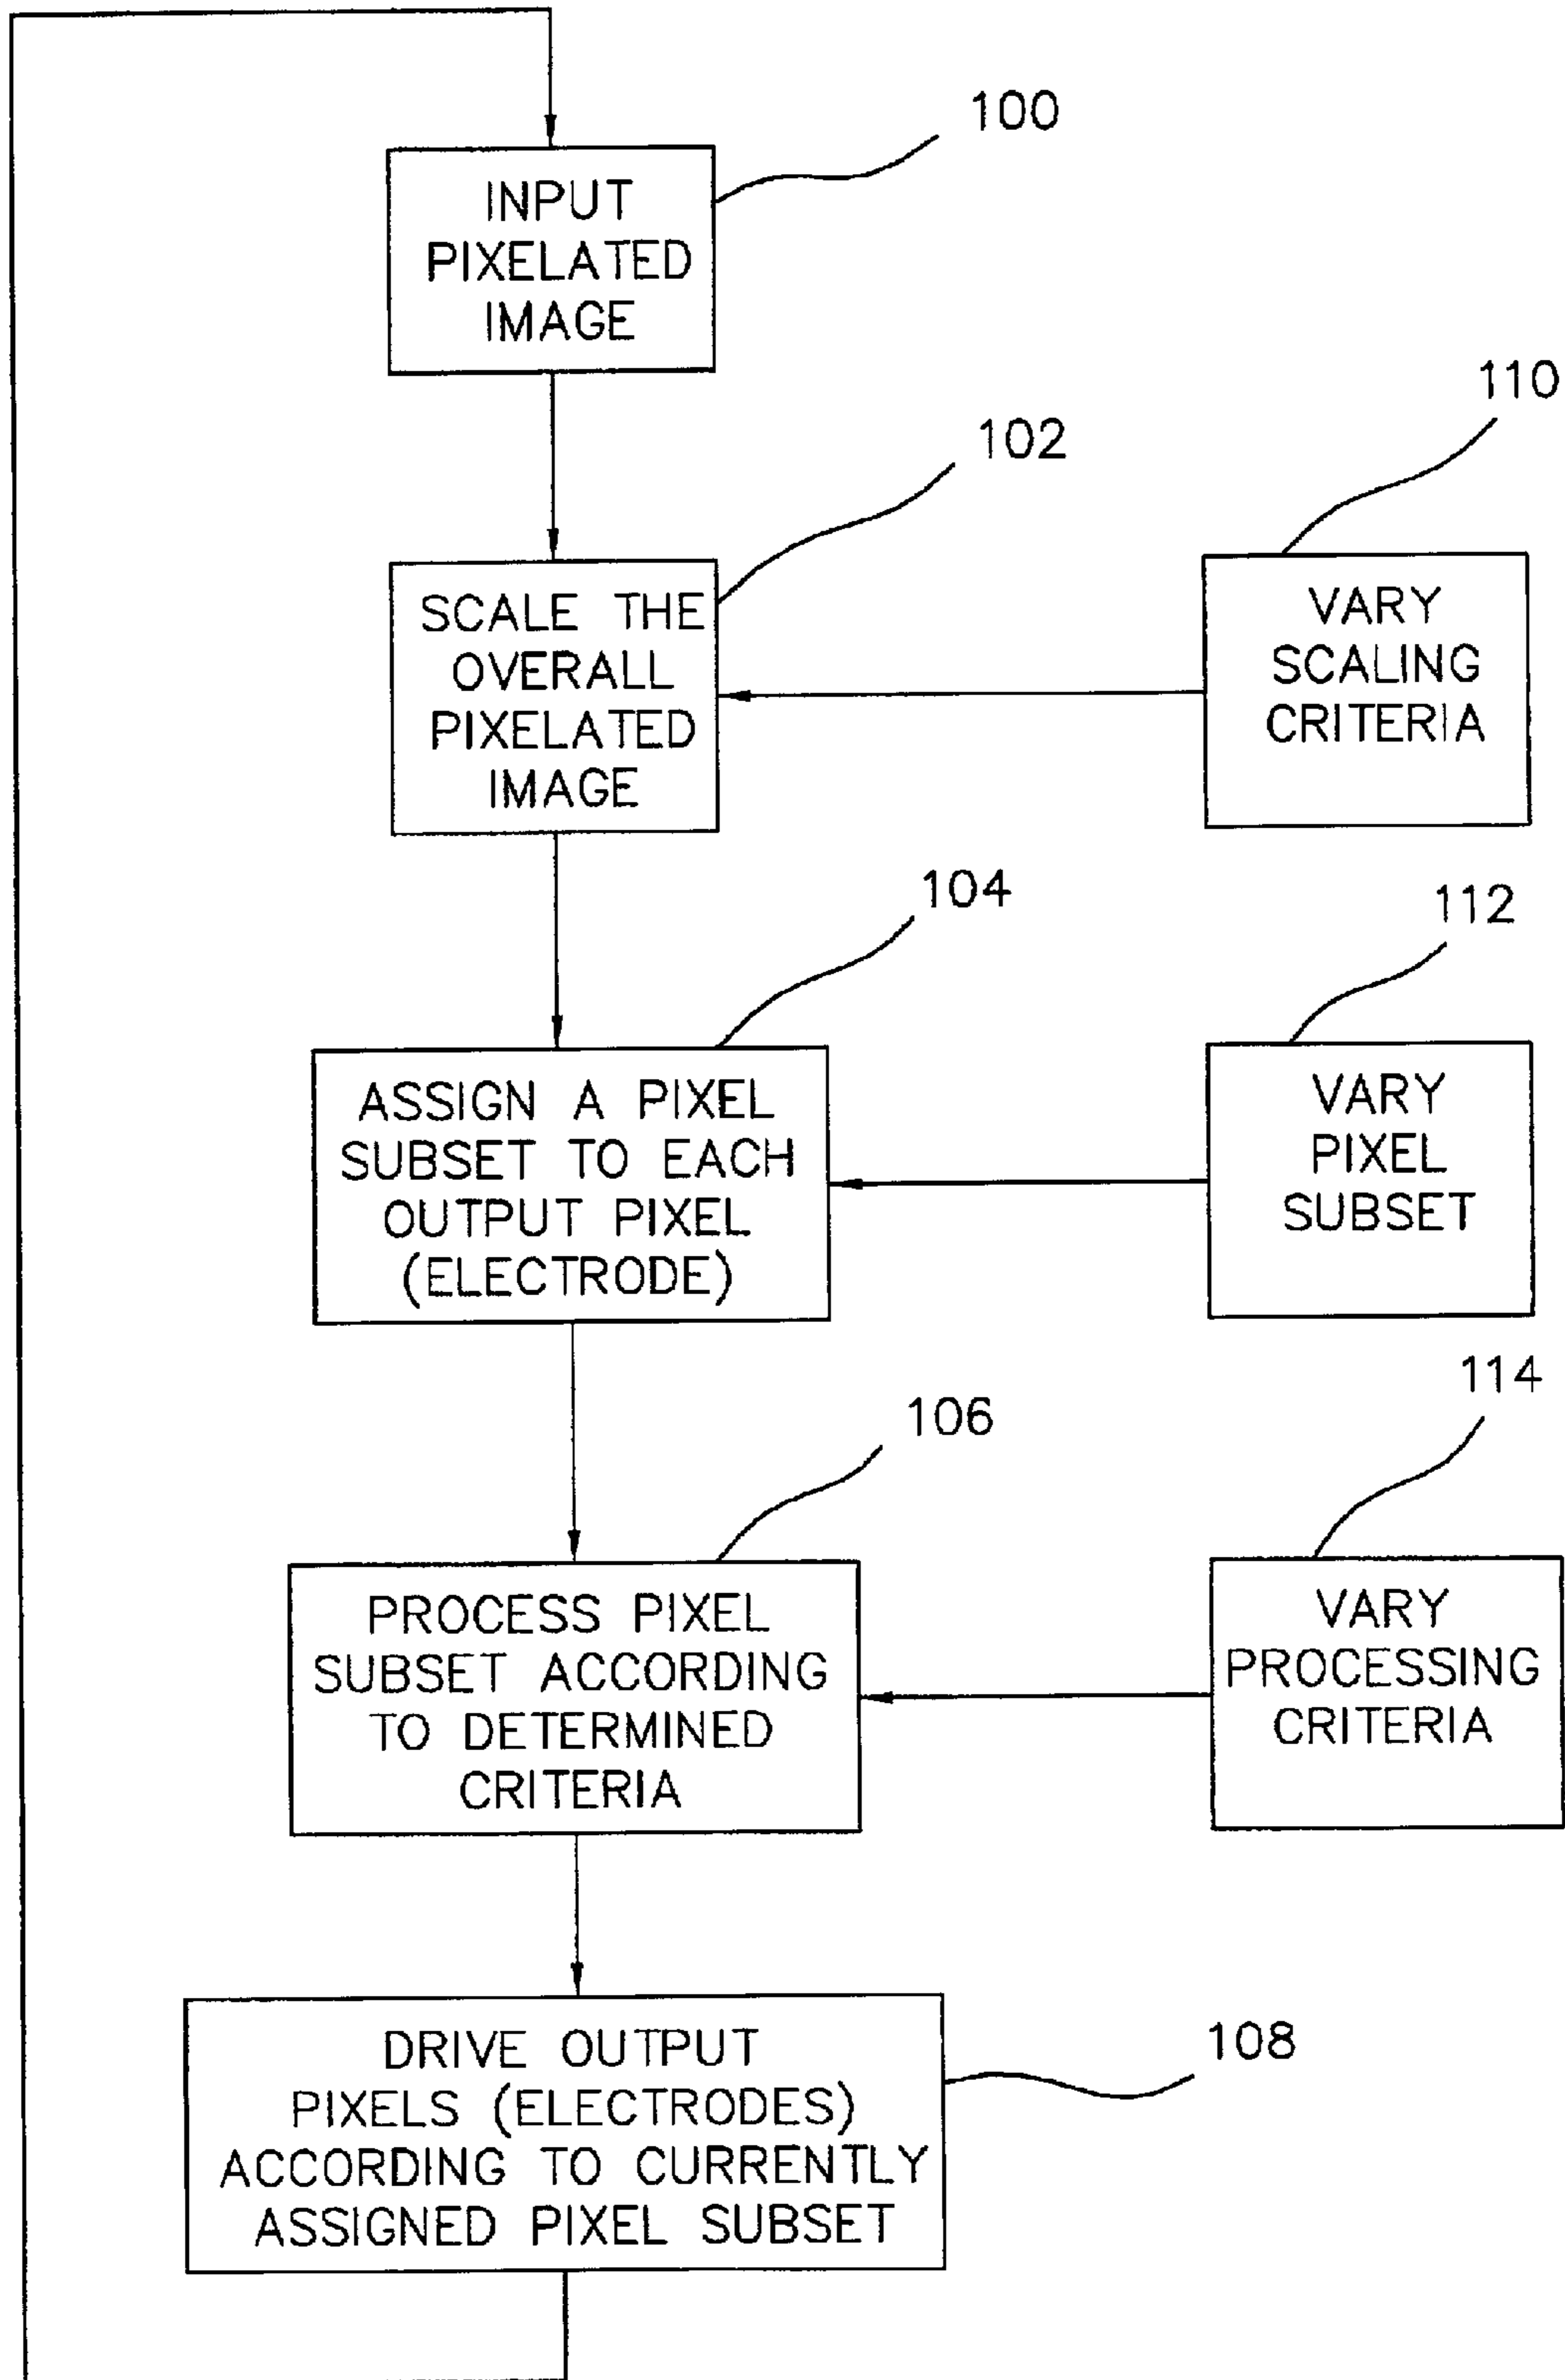 100
INPUT
PIXELATED
IMAGE
110
102
SCALE THE
OVERALL
PIXELATED
IMAGE
VARY
SCALING
CRITERIA
104
112
ASSIGN A PIXEL
SUBSET TO EACH
OUTPUT PIXEL
(ELECTRODE)
VARY
PIXEL
SUBSET
114
106
PROCESS PIXEL
SUBSET ACCORDING
TO DETERMINED
CRITERIA
VARY
PROCESSING
CRITERIA
108
DRIVE OUTPUT
PIXELS (ELECTRODES)
ACCORDING TO CURRENTLY
ASSIGNED PIXEL SUBSET